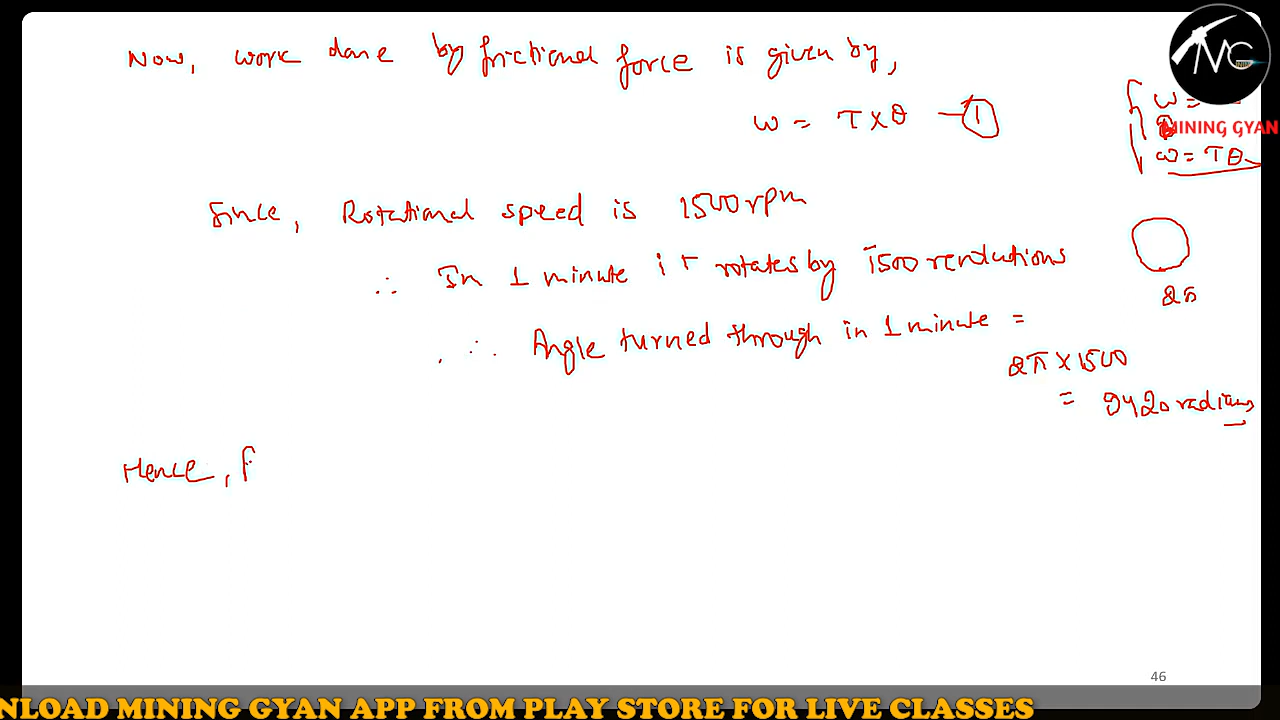 Now, work done by frictional force is given by,
W = T × θ — ①
W =
MINING GYAN
W = Tθ
Since, Rotational speed is 1500 rpm
∴ In 1 minute it rotates by 1500 revolutions
2π
∴ Angle turned through in 1 minute =
2π × 1500
= 9420 radians
Hence, f
46
NLOAD MINING GYAN APP FROM PLAY STORE FOR LIVE CLASSES